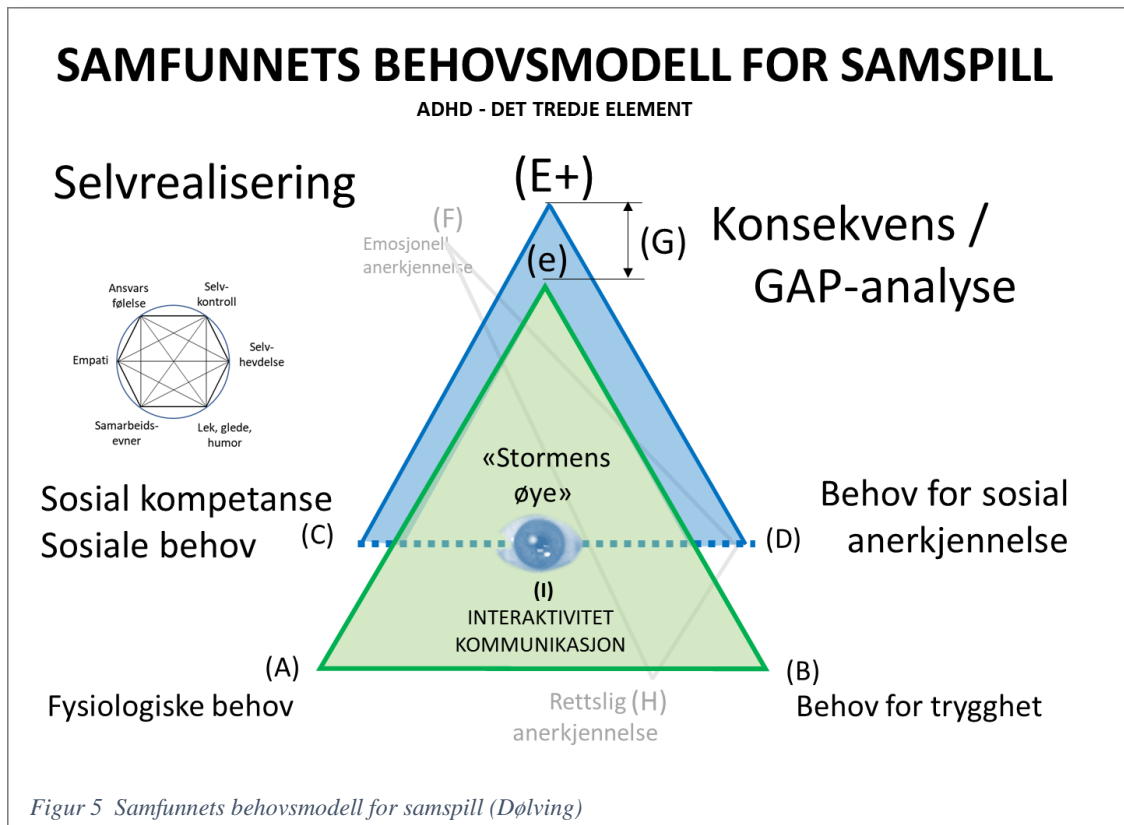 SAMFUNNETS BEHOVSMODELL FOR SAMSPILL
ADHD - DET TREDJE ELEMENT
Selvrealisering
(E+)
(F)
Emosjonell
anerkjennelse
(e)
(G)
Konsekvens /
GAP-analyse
Ansvars
følelse
Selv-
kontroll
Empati
Selv-
hevdelse
Samarbeids-
evner
Lek, glede,
humor
«Stormens
øye»
Sosial kompetanse
Sosiale behov
(C)
(D)
Behov for sosial
anerkjennelse
(I)
INTERAKTIVITET
KOMMUNIKASJON
(A)
(B)
Fysiologiske behov
Rettslig (H)
anerkjennelse
Behov for trygghet
Figur 5 Samfunnets behovsmodell for samspill (Dølving)